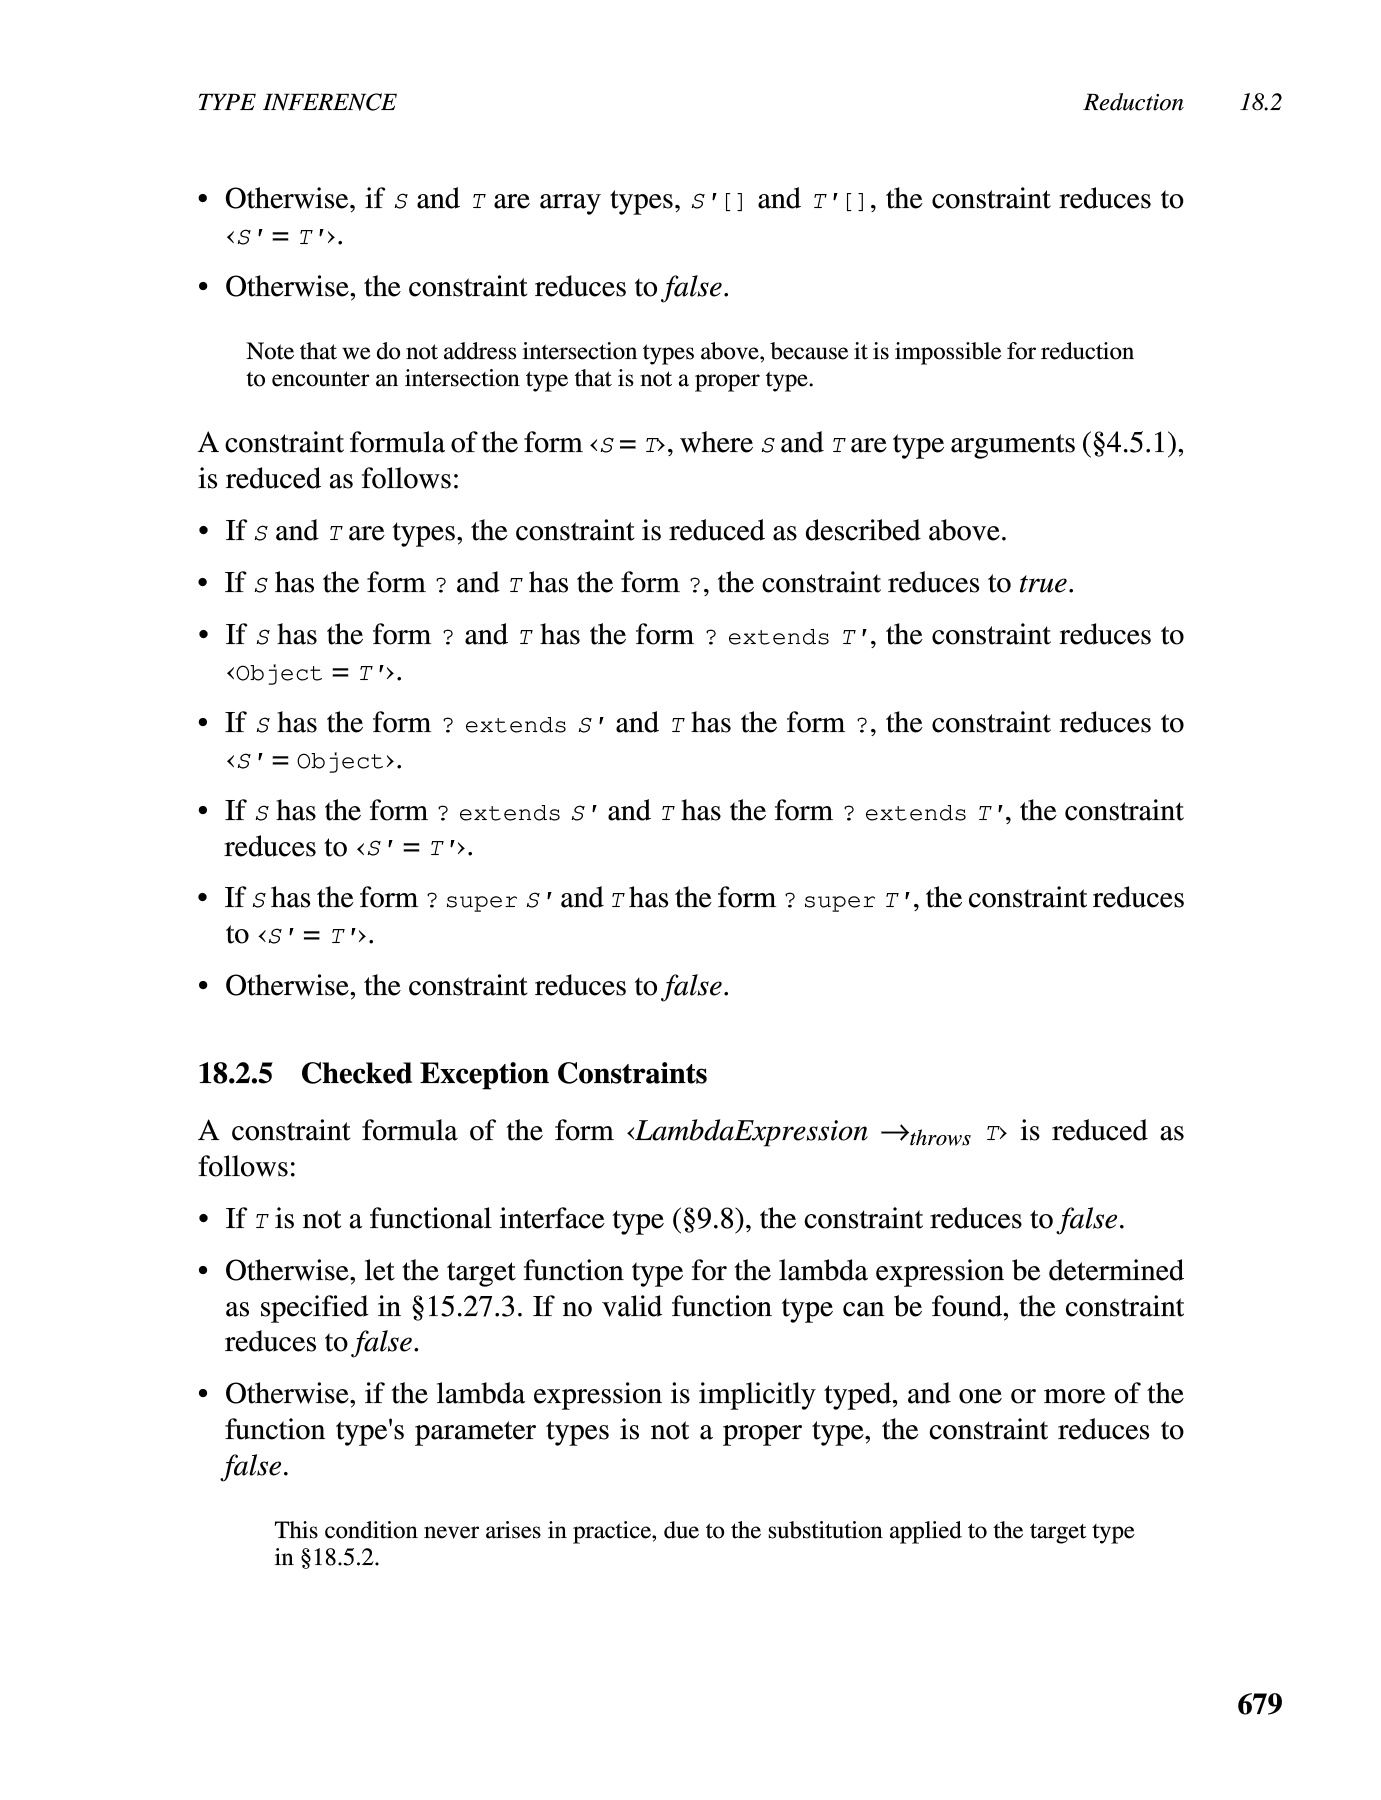 TYPE INFERENCE Reduction 18.2
• Otherwise, if S and T are array types, S'[] and T'[], the constraint reduces to
‹S' = T'›.
• Otherwise, the constraint reduces to false.
Note that we do not address intersection types above, because it is impossible for reduction
to encounter an intersection type that is not a proper type.
A constraint formula of the form ‹S = T›, where S and T are type arguments (§4.5.1),
is reduced as follows:
• If S and T are types, the constraint is reduced as described above.
• If S has the form ? and T has the form ?, the constraint reduces to true.
• If S has the form ? and T has the form ? extends T', the constraint reduces to
‹Object = T'›.
• If S has the form ? extends S' and T has the form ?, the constraint reduces to
‹S' = Object›.
• If S has the form ? extends S' and T has the form ? extends T', the constraint
reduces to ‹S' = T'›.
• If S has the form ? super S' and T has the form ? super T', the constraint reduces
to ‹S' = T'›.
• Otherwise, the constraint reduces to false.
18.2.5 Checked Exception Constraints
A constraint formula of the form ‹LambdaExpression →throws T› is reduced as
follows:
• If T is not a functional interface type (§9.8), the constraint reduces to false.
• Otherwise, let the target function type for the lambda expression be determined
as specified in §15.27.3. If no valid function type can be found, the constraint
reduces to false.
• Otherwise, if the lambda expression is implicitly typed, and one or more of the
function type's parameter types is not a proper type, the constraint reduces to
false.
This condition never arises in practice, due to the substitution applied to the target type
in §18.5.2.
679